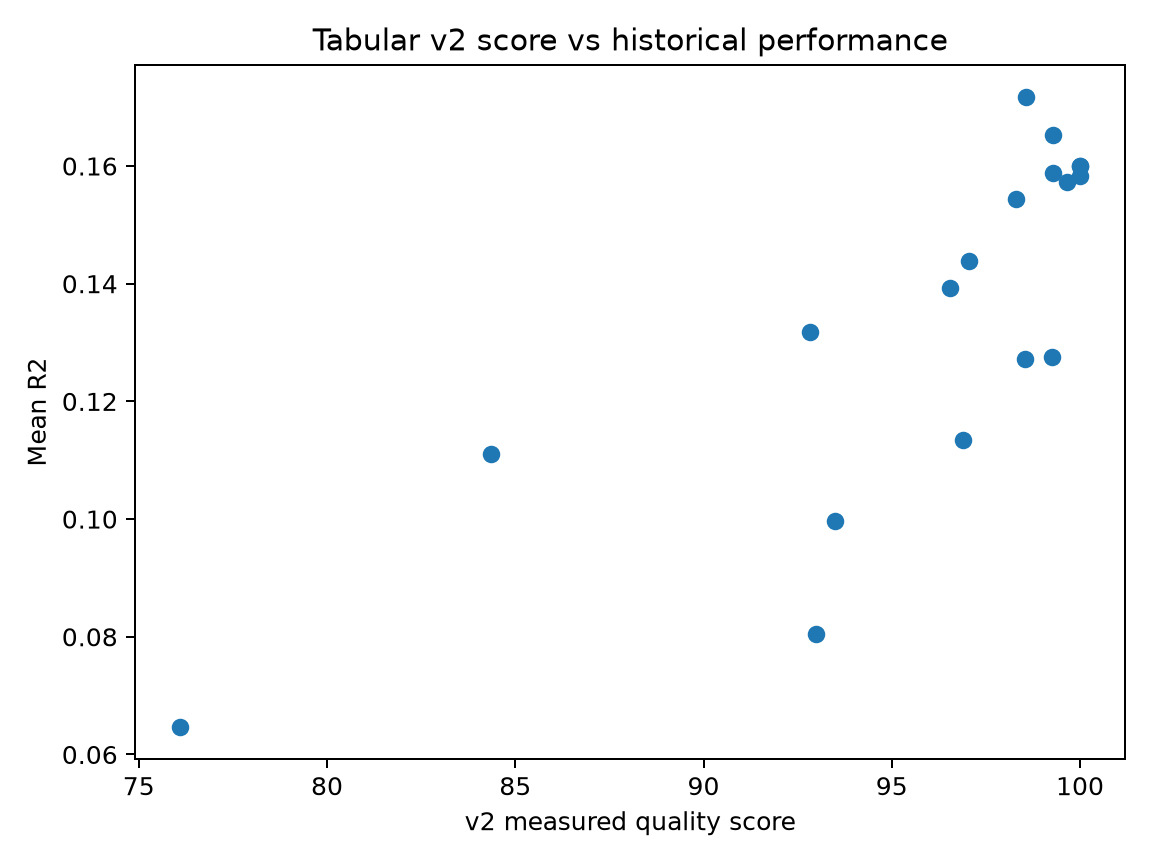 Tabular v2 score vs historical performance
Mean R2
0.16
0.14
0.12
0.10
0.08
0.06
75 80 85 90 95 100
v2 measured quality score